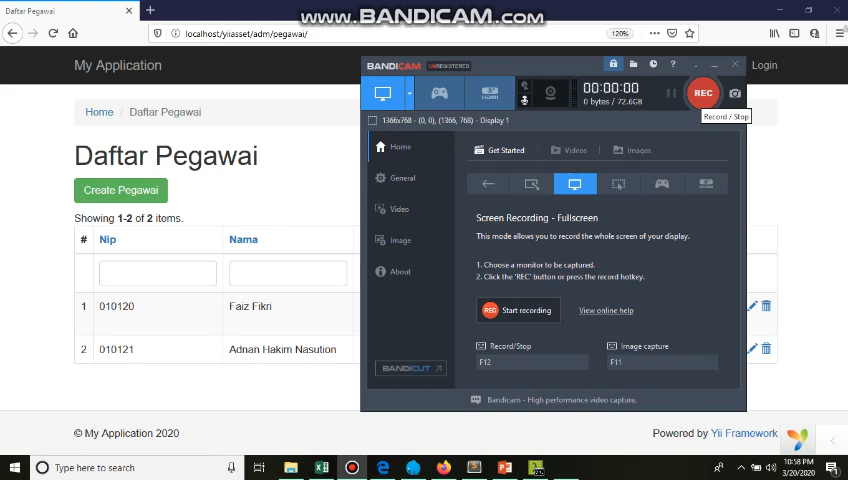 Daftar Pegawai
www.BANDICAM.com
localhost/yiiasset/adm/pegawai/
120%
My Application
Login
BANDICAM
UNREGISTERED
00:00:00
0 bytes / 72.6GB
REC
Record / Stop
1366x768 - (0, 0), (1366, 768) - Display 1
Home
Get Started
Videos
Images
General
Video
Image
About
BANDICUT
Screen Recording - Fullscreen
This mode allows you to record the whole screen of your display.
1. Choose a monitor to be captured.
2. Click the 'REC' button or press the record hotkey.
REC Start recording
View online help
Record/Stop
Image capture
F12
F11
Bandicam - High performance video capture.
Home / Daftar Pegawai
Daftar Pegawai
Create Pegawai
Showing 1-2 of 2 items.
# Nip Nama
1 010120 Faiz Fikri
2 010121 Adnan Hakim Nasution
© My Application 2020
Powered by Yii Framework
Type here to search
10:58 PM
3/20/2020